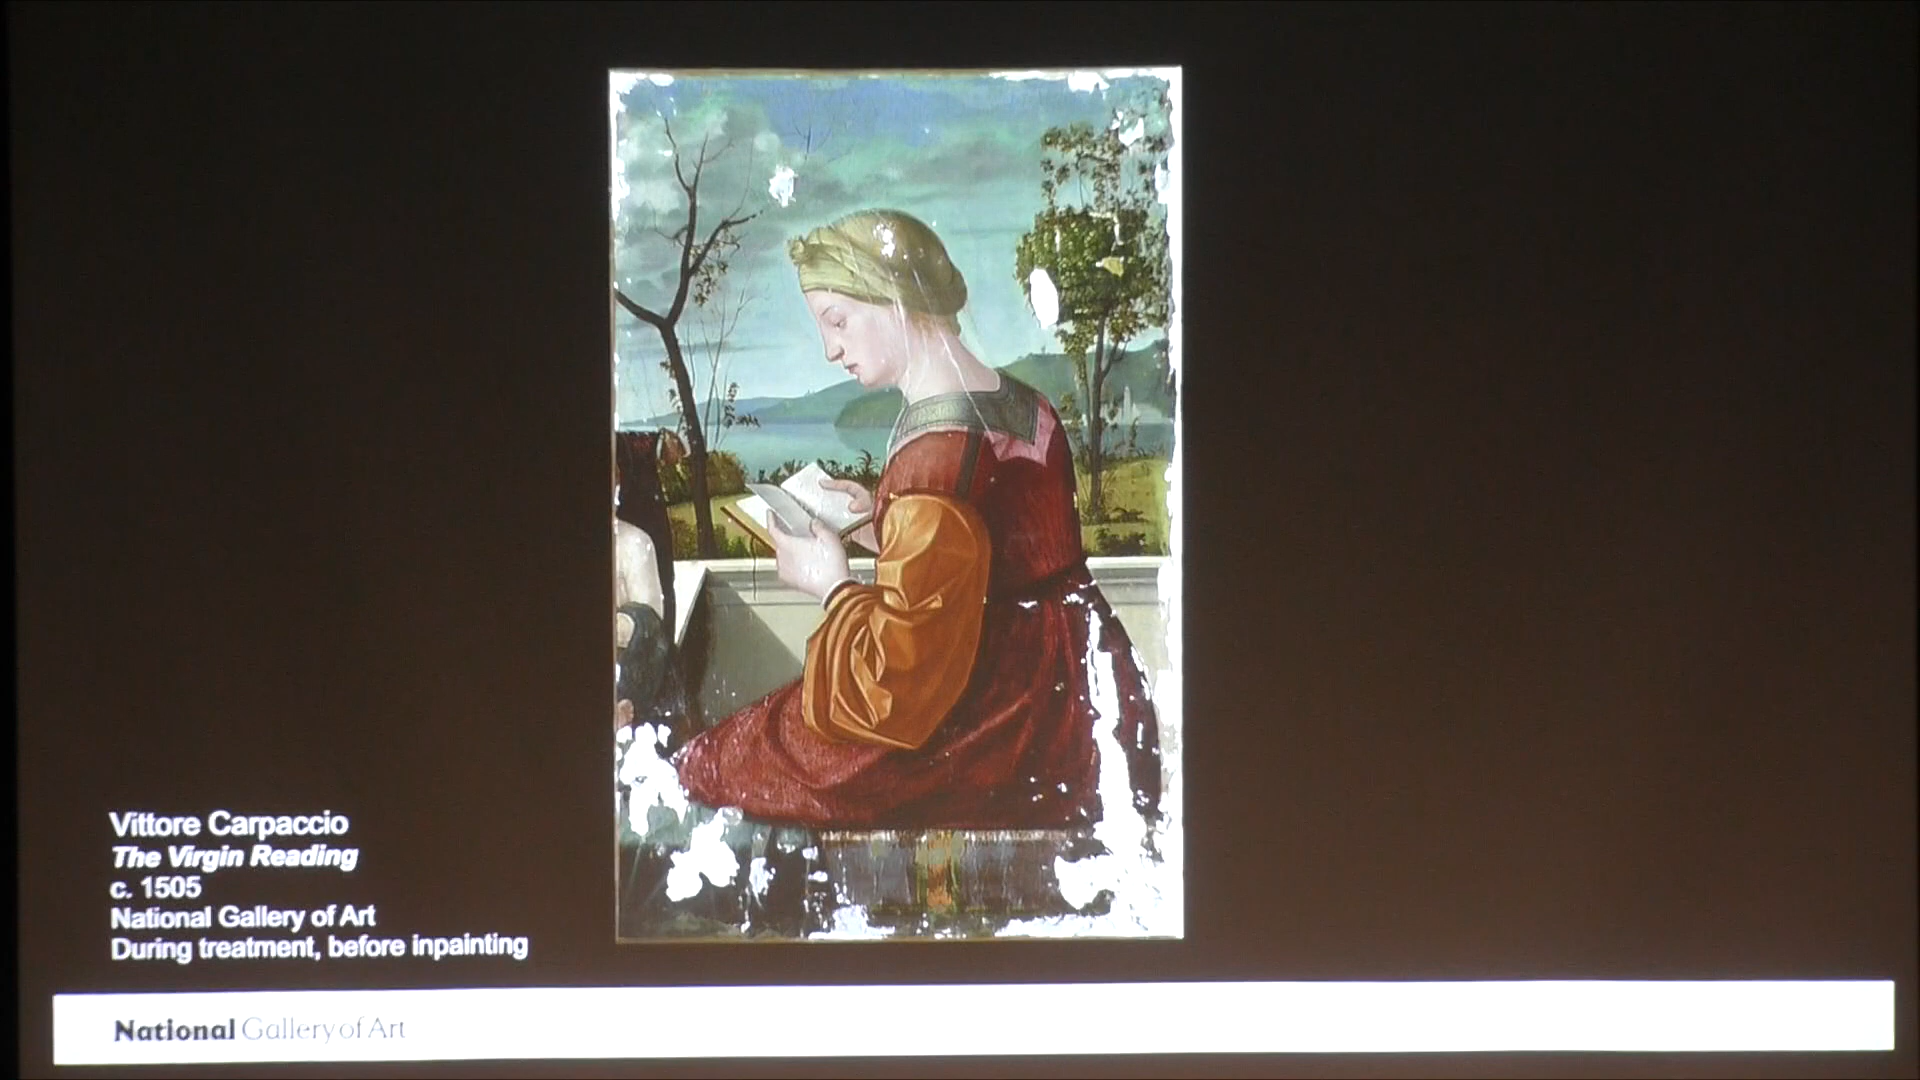 Vittore Carpaccio
The Virgin Reading
c. 1505
National Gallery of Art
During treatment, before inpainting
National Gallery of Art